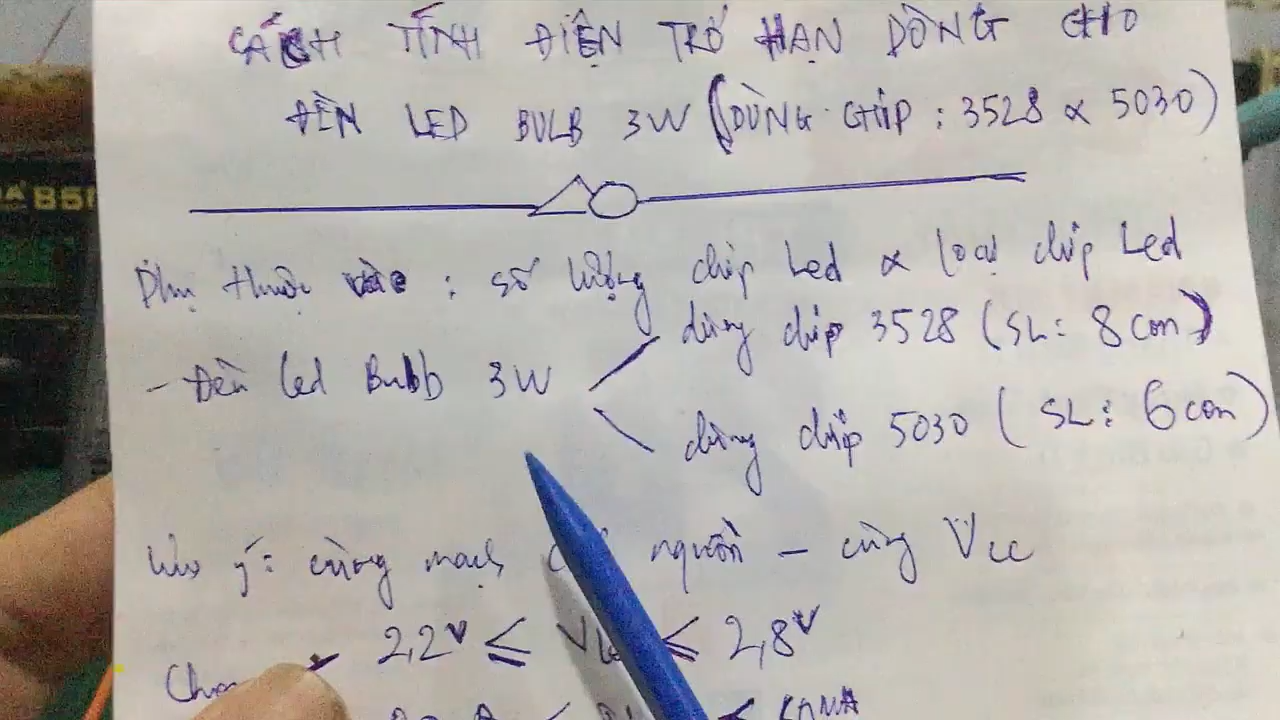 CÁCH TÍNH ĐIỆN TRỞ HẠN DÒNG CHO
ĐÈN LED BULB 3W (DÙNG CHÍP : 3528 & 5030)
Phụ thuộc vào : số lượng chip Led & loại chip Led
dùng chip 3528 (SL: 8 con)
- Đèn led Bulb 3W
dùng chip 5030 (SL: 6 con)
Lưu ý: cùng mạch nguồn - cùng Vcc
2,2V ≤ ≤ 2,8V